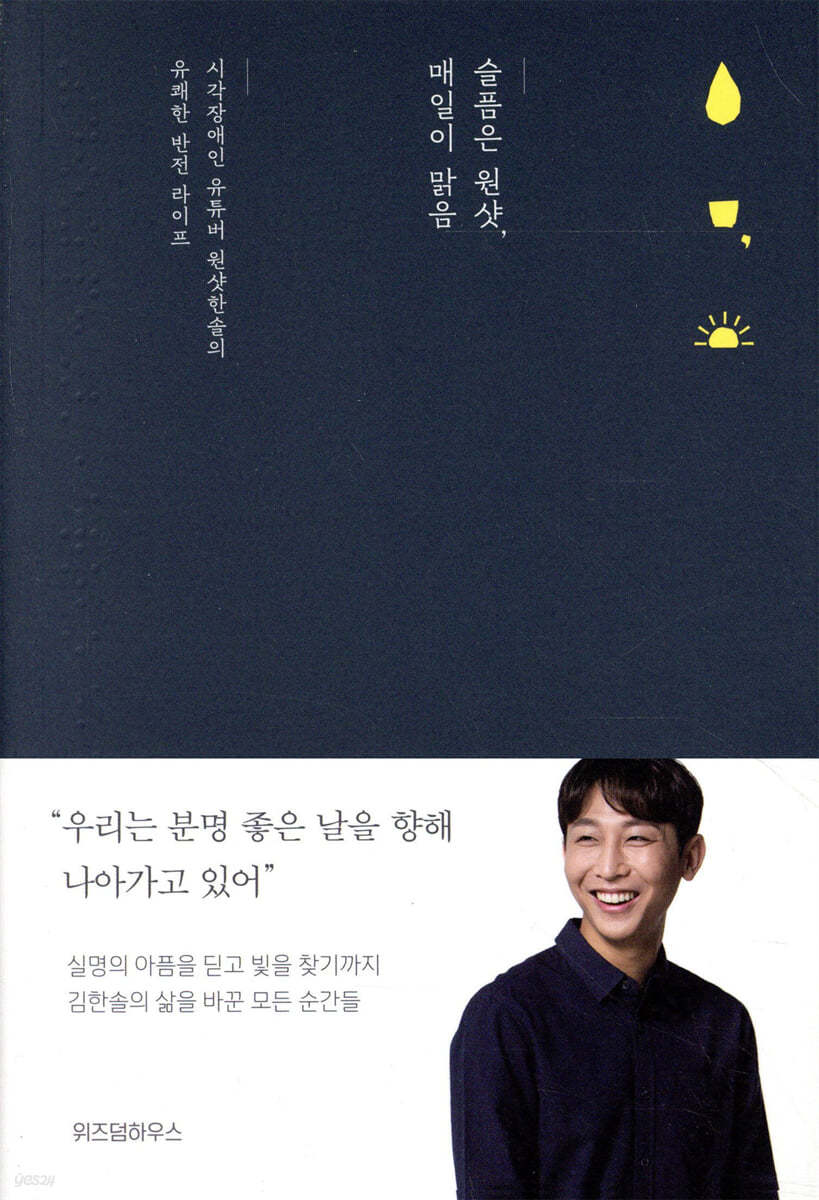 슬픔은 원샷,
매일이 맑음
시각장애인 유튜버 원샷한솔의
유쾌한 반전 라이프
“우리는 분명 좋은 날을 향해
나아가고 있어”
실명의 아픔을 딛고 빛을 찾기까지
김한솔의 삶을 바꾼 모든 순간들
위즈덤하우스
yes24